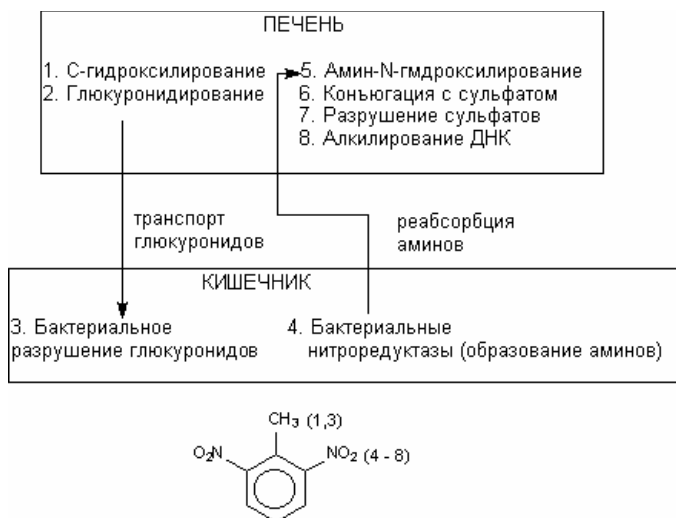 ПЕЧЕНЬ
1. С-гидроксилирование
2. Глюкуронидирование
5. Амин-N-гмдроксилирование
6. Конъюгация с сульфатом
7. Разрушение сульфатов
8. Алкилирование ДНК
транспорт
глюкуронидов
реабсорбция
аминов
КИШЕЧНИК
3. Бактериальное
разрушение глюкуронидов
4. Бактериальные
нитроредуктазы (образование аминов)
CH₃ (1,3)
O₂N
NO₂ (4 - 8)